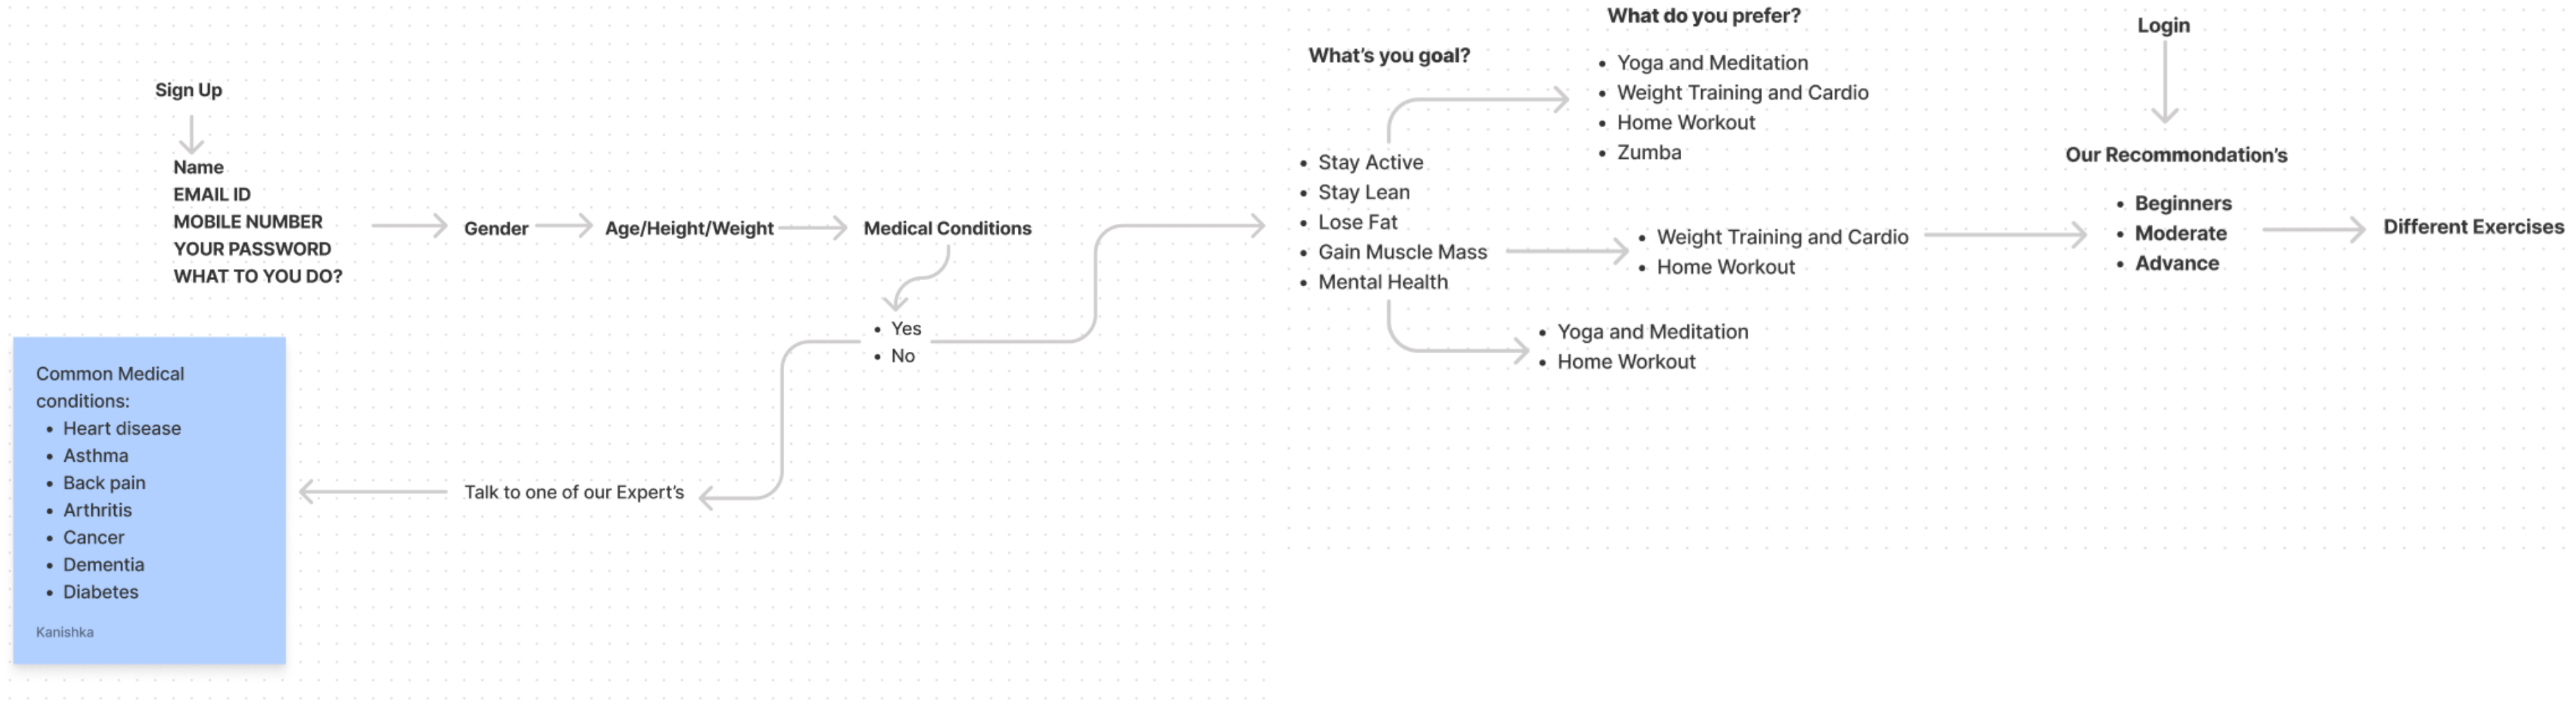 Sign Up
Name
EMAIL ID
MOBILE NUMBER
YOUR PASSWORD
WHAT TO YOU DO?
Gender
Age/Height/Weight
Medical Conditions
• Yes
• No
Talk to one of our Expert's
Common Medical
conditions:
• Heart disease
• Asthma
• Back pain
• Arthritis
• Cancer
• Dementia
• Diabetes
Kanishka
What's you goal?
• Stay Active
• Stay Lean
• Lose Fat
• Gain Muscle Mass
• Mental Health
What do you prefer?
• Yoga and Meditation
• Weight Training and Cardio
• Home Workout
• Zumba
• Weight Training and Cardio
• Home Workout
• Yoga and Meditation
• Home Workout
Login
Our Recommondation's
• Beginners
• Moderate
• Advance
Different Exercises